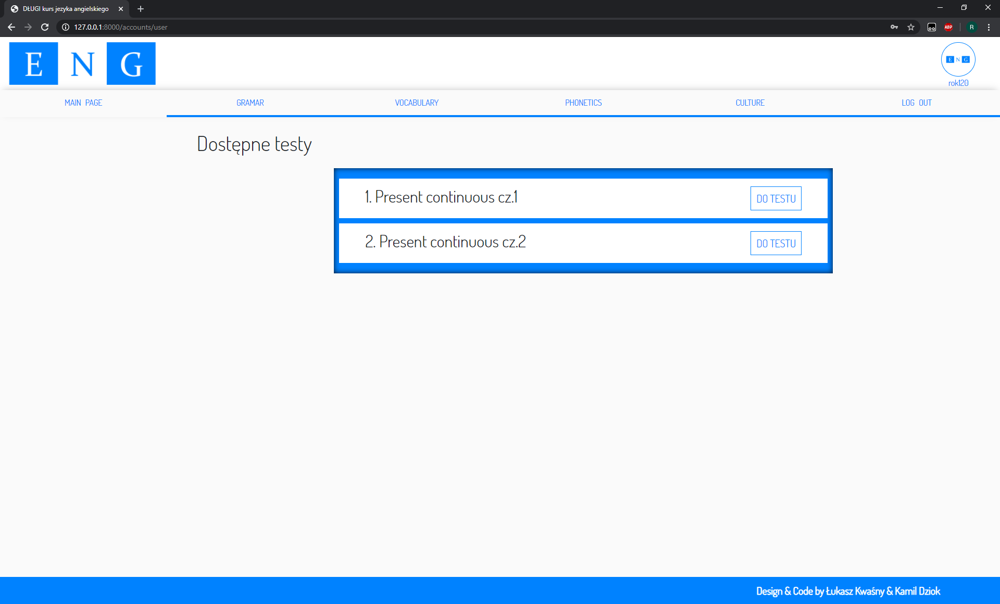 DŁUGI kurs jezyka angielskiego
127.0.0.1:8000/accounts/user
ABP
R
E N G
E N G
rok120
MAIN PAGE GRAMAR VOCABULARY PHONETICS CULTURE LOG OUT
Dostępne testy
1. Present continuous cz.1 DO TESTU
2. Present continuous cz.2 DO TESTU
Design & Code by Łukasz Kwaśny & Kamil Dziok